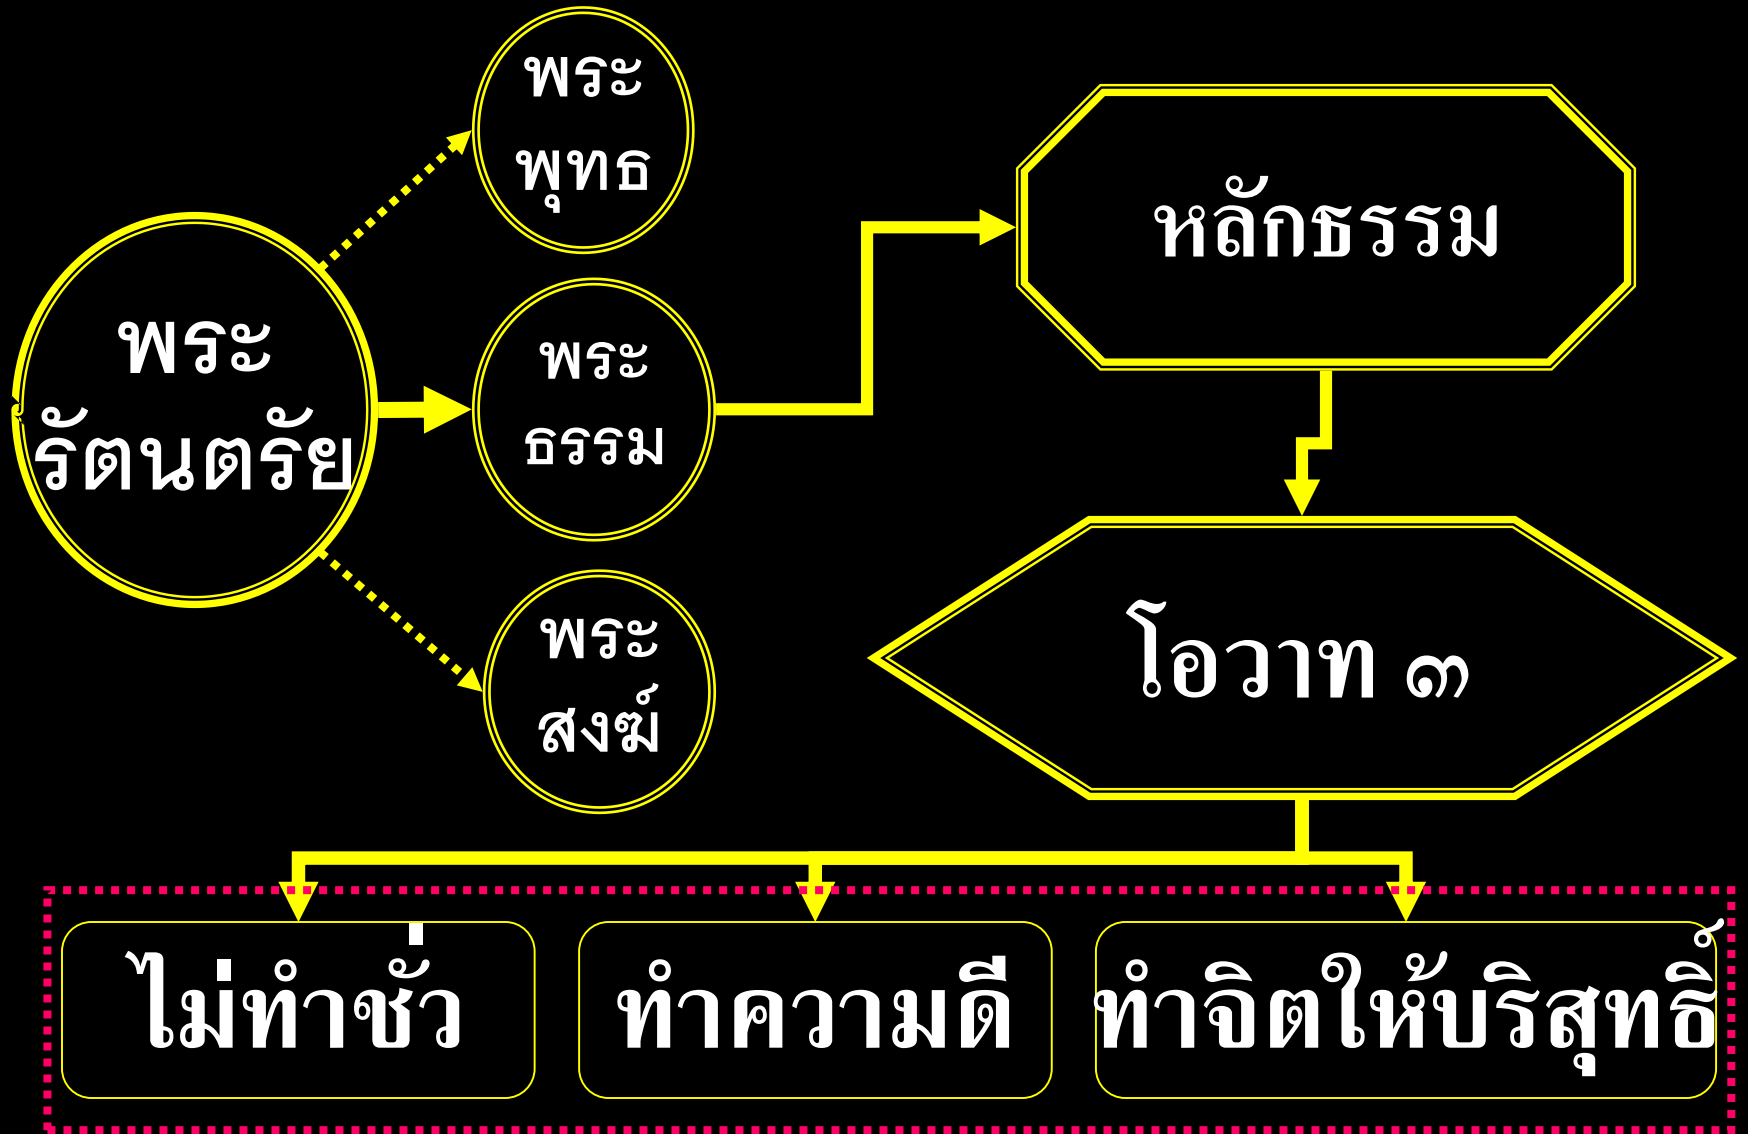 พระ
รัตนตรัย
พระ
พุทธ
พระ
ธรรม
พระ
สงฆ์
หลักธรรม
โอวาท ๓
ไม่ทำชั่ว
ทำความดี
ทำจิตให้บริสุทธิ์